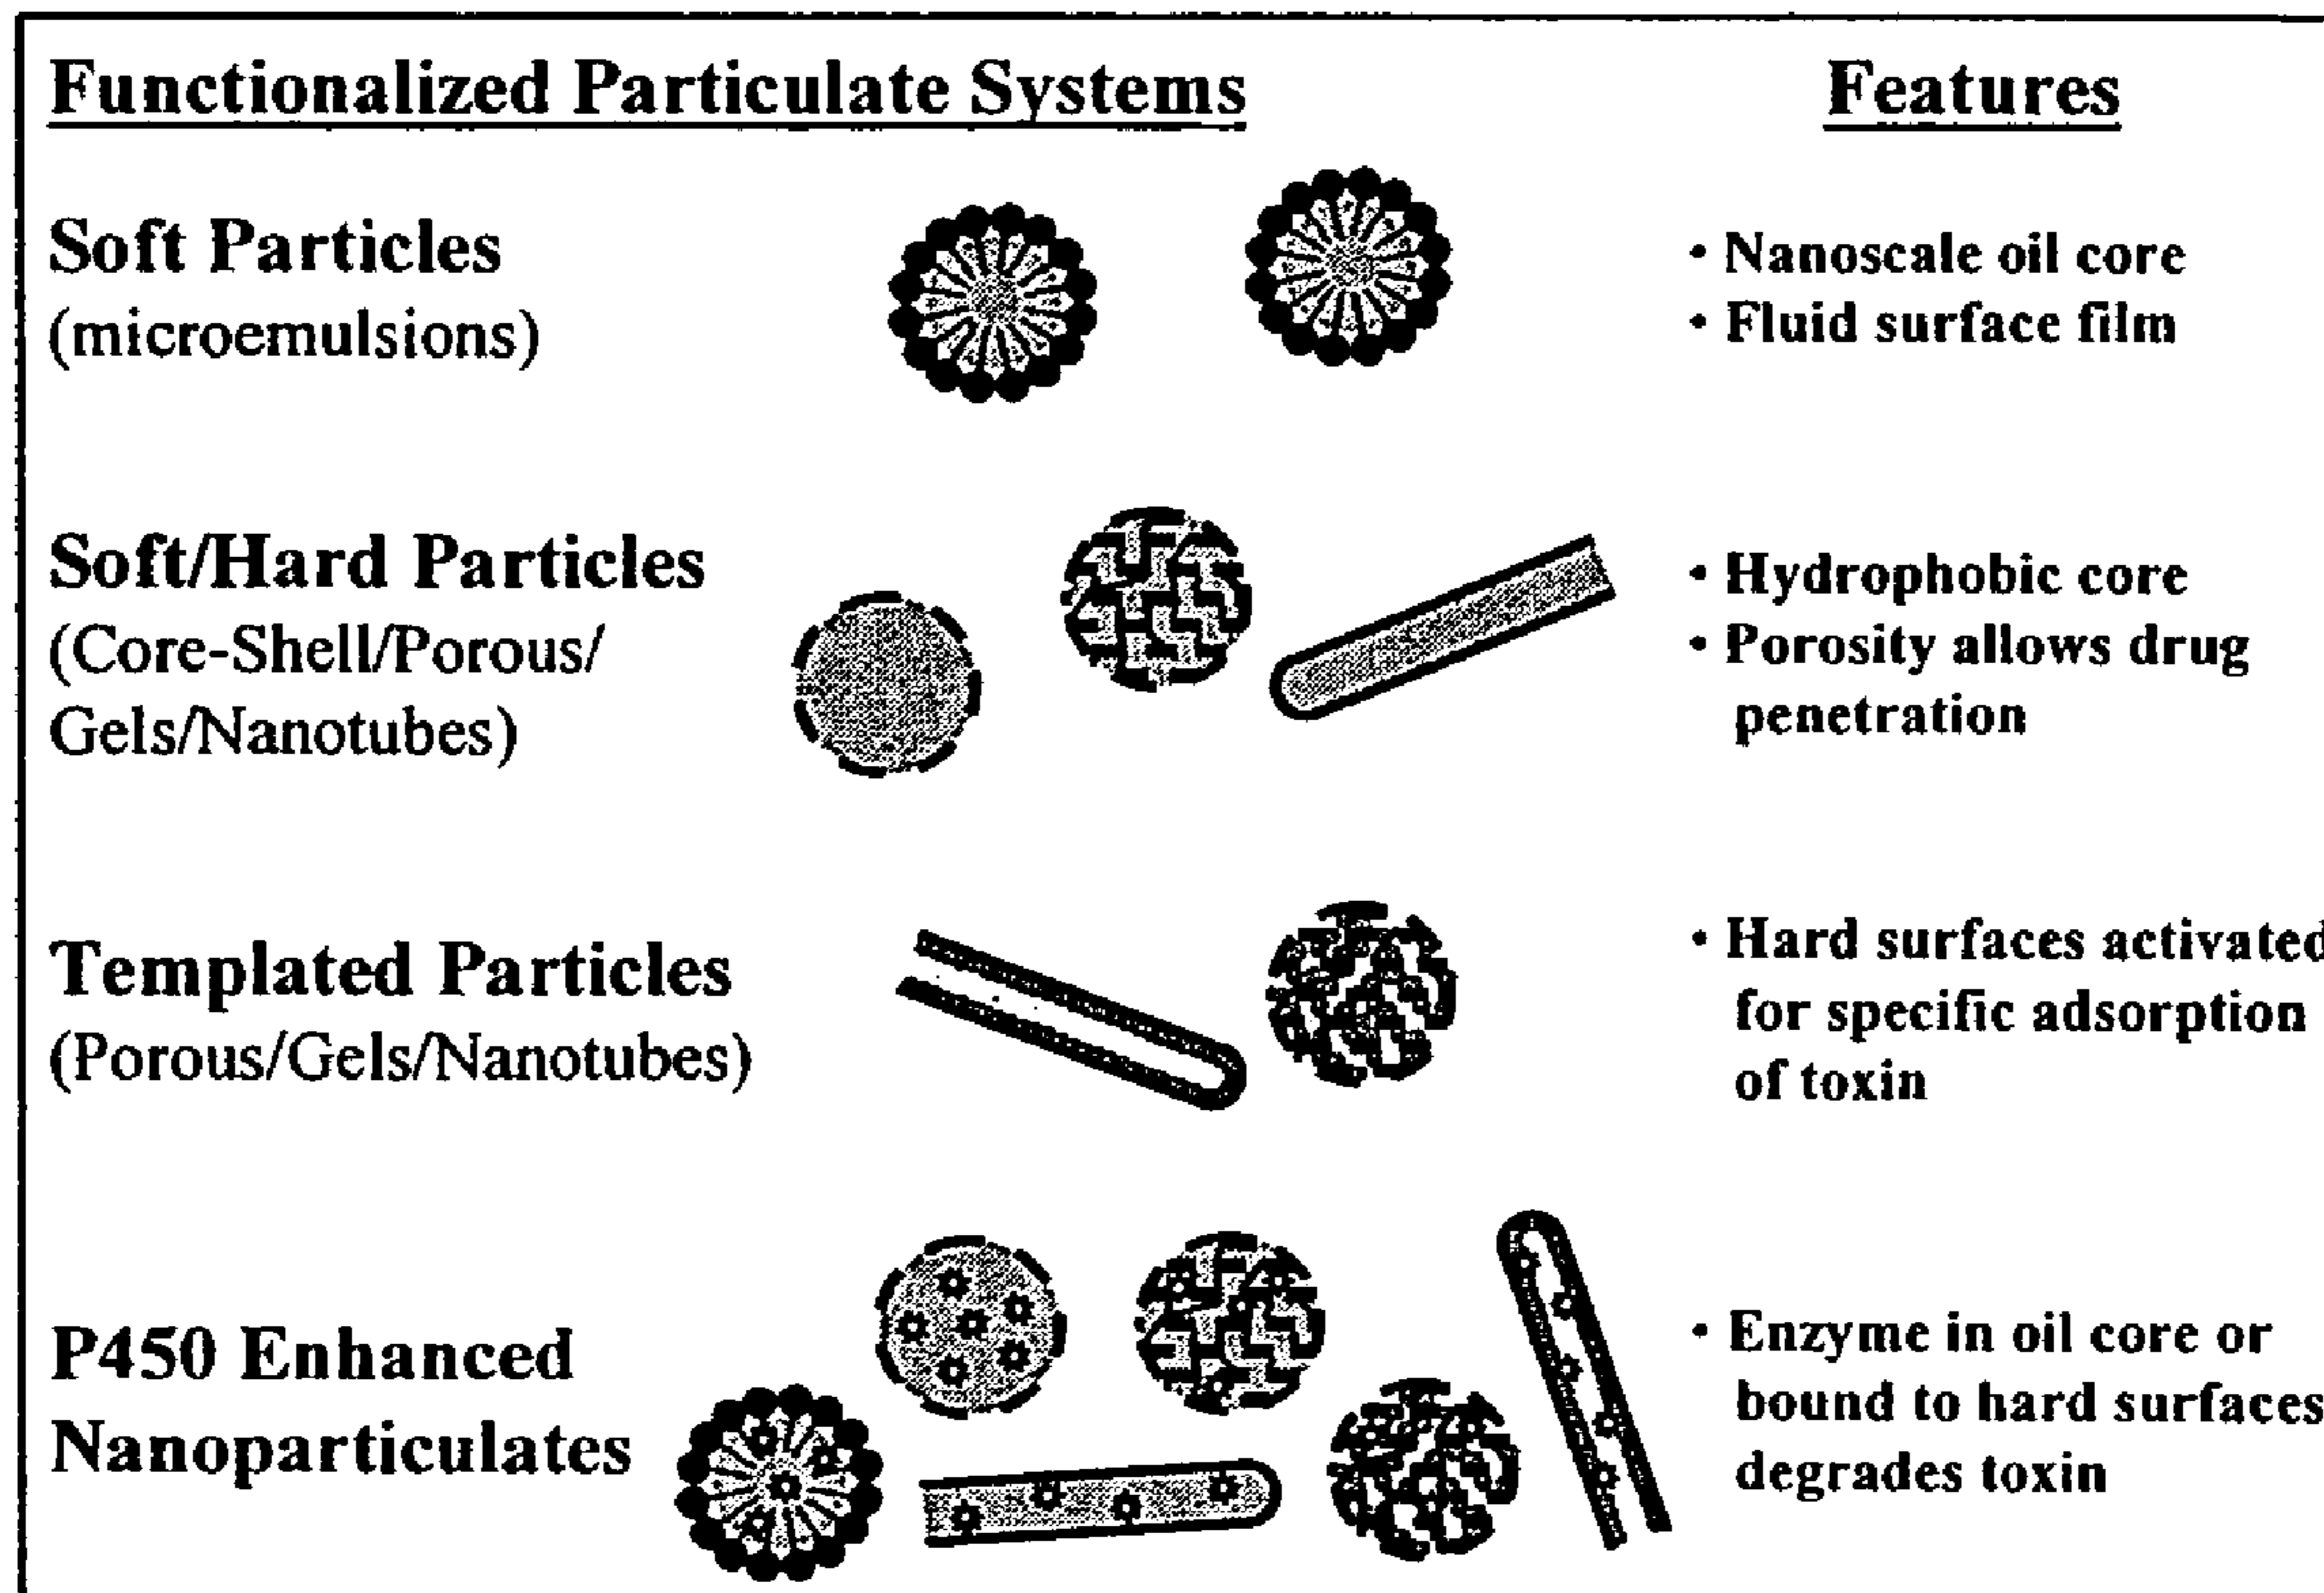 Functionalized Particulate Systems
Features
Soft Particles
(microemulsions)
• Nanoscale oil core
• Fluid surface film
Soft/Hard Particles
(Core-Shell/Porous/
Gels/Nanotubes)
• Hydrophobic core
• Porosity allows drug
penetration
Templated Particles
(Porous/Gels/Nanotubes)
• Hard surfaces activated
for specific adsorption
of toxin
P450 Enhanced
Nanoparticulates
• Enzyme in oil core or
bound to hard surfaces
degrades toxin